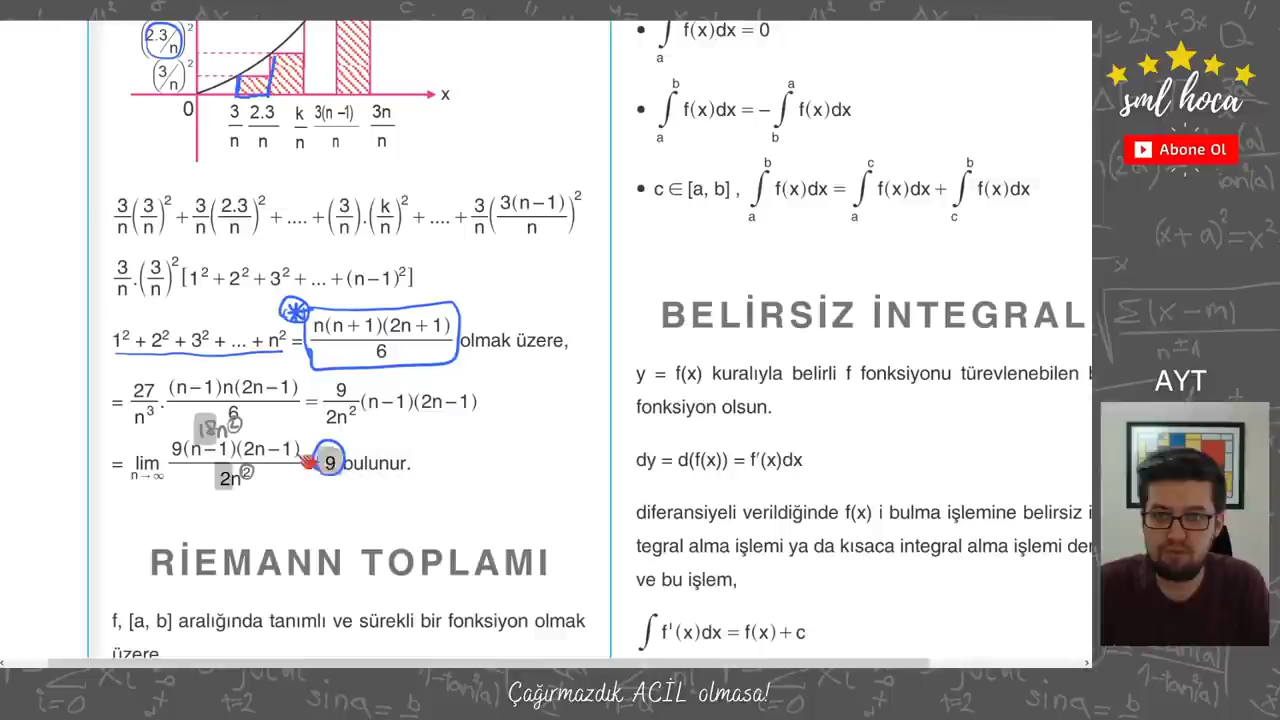 (2.3/n)²
(3/n)²
0
x
3/n 2.3/n k/n 3(n-1)/n 3n/n
3/n(3/n)² + 3/n(2.3/n)² + .... + (3/n).(k/n)² + .... + 3/n(3(n-1)/n)²
3/n.(3/n)²[1² + 2² + 3² + ... + (n-1)²]
1² + 2² + 3² + ... + n² = n(n+1)(2n+1)/6 olmak üzere,
= 27/n³ . (n-1)n(2n-1)/6 = 9/2n² (n-1)(2n-1)
18n²
= lim n→∞ 9(n-1)(2n-1)/2n² 9 bulunur.
RİEMANN TOPLAMI
f, [a, b] aralığında tanımlı ve sürekli bir fonksiyon olmak
üzere
• ∫a f(x)dx = 0
• ∫a^b f(x)dx = -∫b^a f(x)dx
• c ∈ [a, b] , ∫a^b f(x)dx = ∫a^c f(x)dx + ∫c^b f(x)dx
BELİRSİZ İNTEGRAL
y = f(x) kuralıyla belirli f fonksiyonu türevlenebilen
fonksiyon olsun.
dy = d(f(x)) = f'(x)dx
diferansiyeli verildiğinde f(x) i bulma işlemine belirsiz i
tegral alma işlemi ya da kısaca integral alma işlemi
ve bu işlem,
∫f'(x)dx = f(x) + c
sml hoca
Abone Ol
AYT
Çağırmazdık ACİL olmasa!